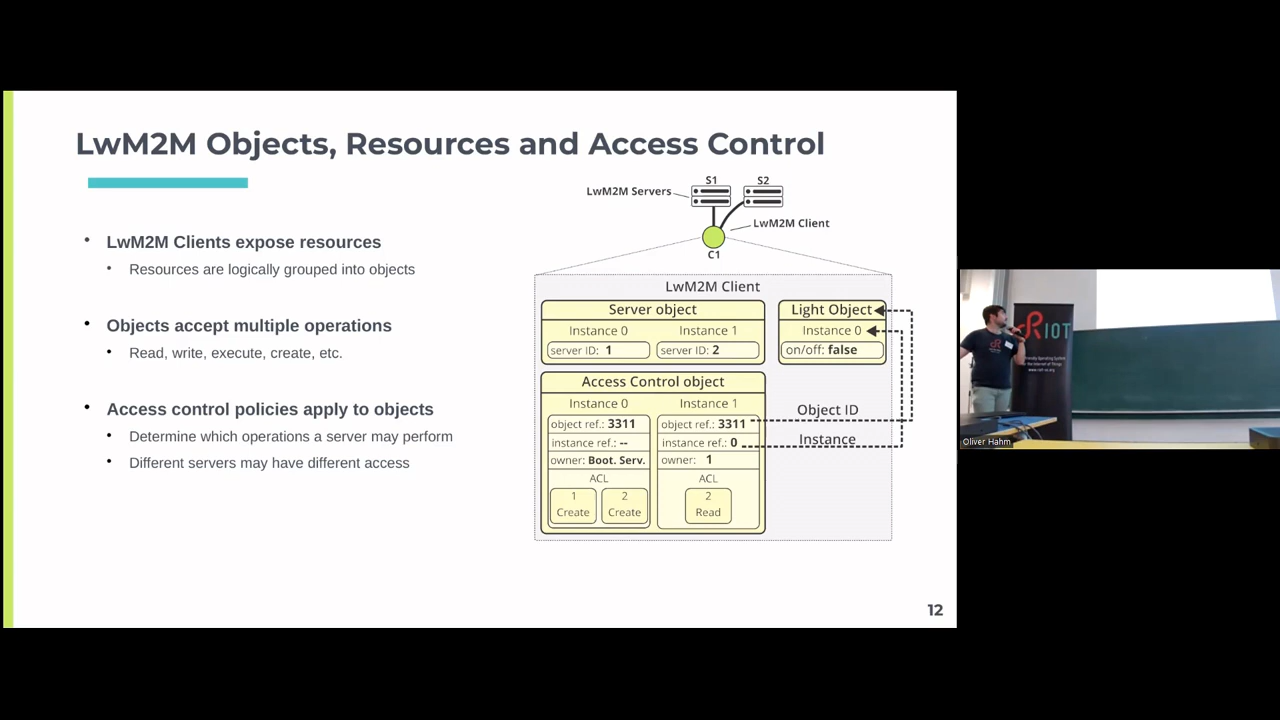 LwM2M Objects, Resources and Access Control
• LwM2M Clients expose resources
• Resources are logically grouped into objects
• Objects accept multiple operations
• Read, write, execute, create, etc.
• Access control policies apply to objects
• Determine which operations a server may perform
• Different servers may have different access
S1 S2
LwM2M Servers
LwM2M Client
C1
LwM2M Client
Server object
Instance 0 Instance 1
server ID: 1 server ID: 2
Light Object
Instance 0
on/off: false
Access Control object
Instance 0 Instance 1
object ref.: 3311 object ref.: 3311
instance ref.: -- instance ref.: 0
owner: Boot. Serv. owner: 1
ACL ACL
1 2 2
Create Create Read
Object ID
Instance
12
RIOT
Oliver Hahm